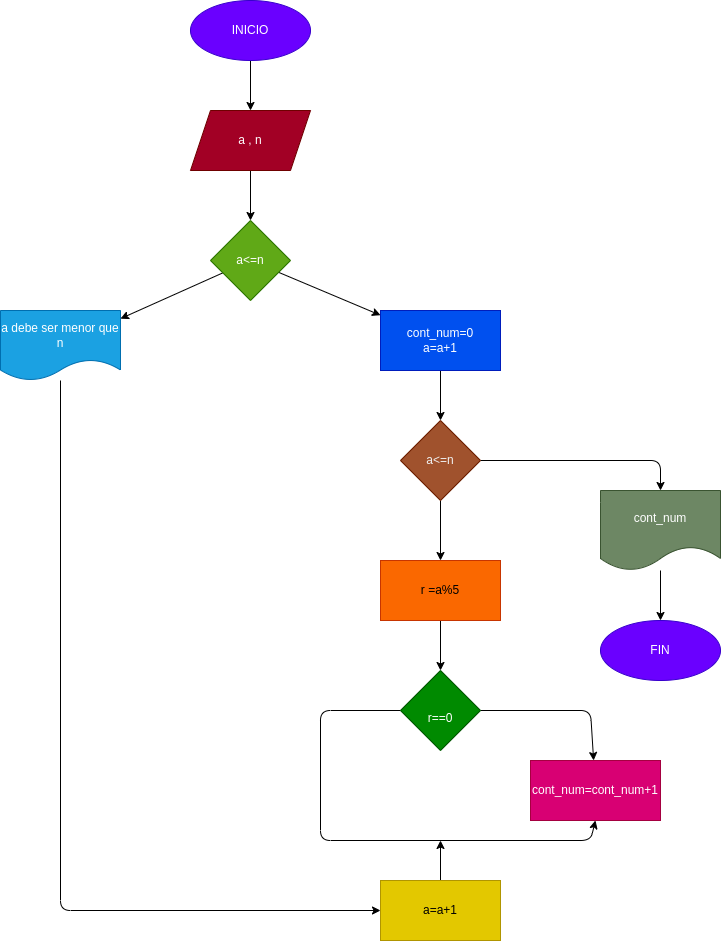 INICIO
a , n
a<=n
a debe ser menor que
n
cont_num=0
a=a+1
a<=n
cont_num
r =a%5
FIN
r==0
cont_num=cont_num+1
a=a+1